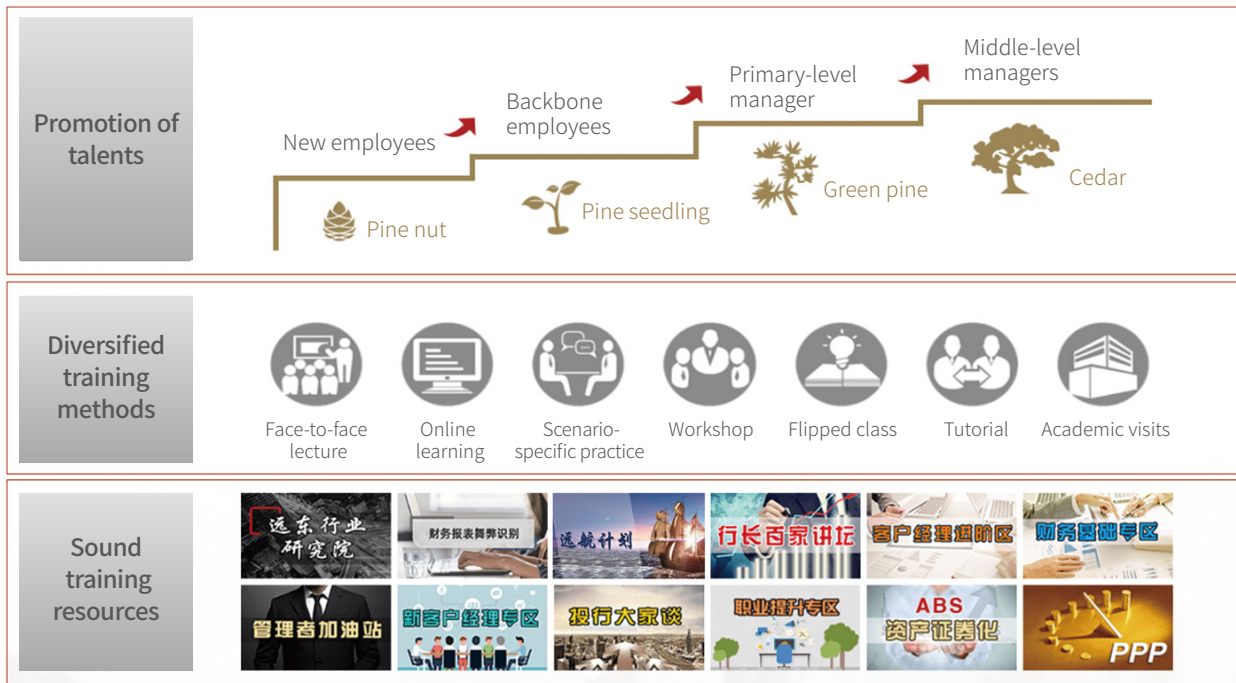 Promotion of
talents
New employees
Backbone
employees
Primary-level
manager
Middle-level
managers
Pine nut
Pine seedling
Green pine
Cedar
Diversified
training
methods
Face-to-face
lecture
Online
learning
Scenario-
specific practice
Workshop
Flipped class
Tutorial
Academic visits
Sound
training
resources
远东行业
研究院
财务报表舞弊识别
远航计划
行长百家讲坛
客户经理进阶区
财务基础专区
管理者加油站
新客户经理专区
投行大家谈
职业提升专区
ABS
资产证券化
PPP